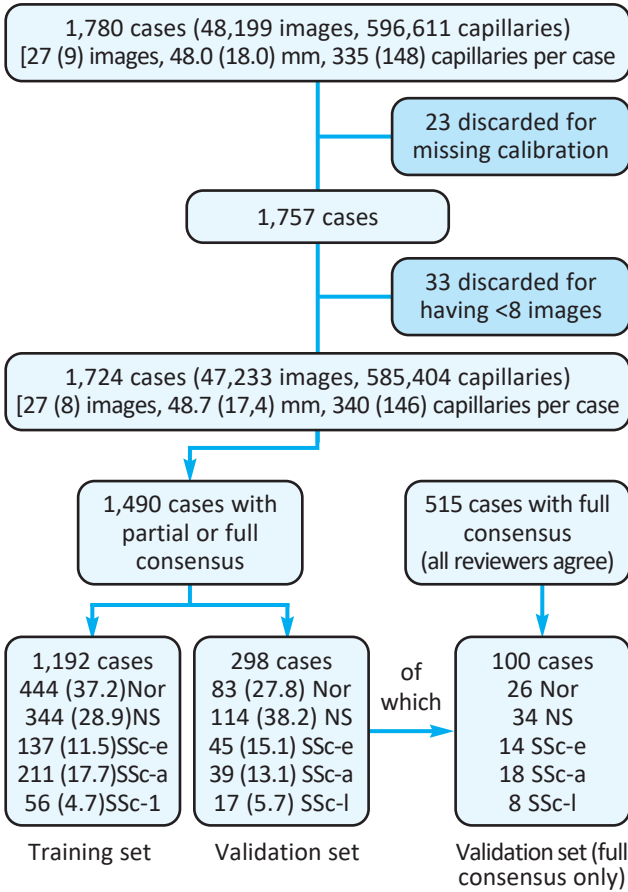 1,780 cases (48,199 images, 596,611 capillaries)
[27 (9) images, 48.0 (18.0) mm, 335 (148) capillaries per case
23 discarded for
missing calibration
1,757 cases
33 discarded for
having <8 images
1,724 cases (47,233 images, 585,404 capillaries)
[27 (8) images, 48.7 (17,4) mm, 340 (146) capillaries per case
1,490 cases with
partial or full
consensus
515 cases with full
consensus
(all reviewers agree)
1,192 cases
444 (37.2)Nor
344 (28.9)NS
137 (11.5)SSc-e
211 (17.7)SSc-a
56 (4.7)SSc-1
Training set
298 cases
83 (27.8) Nor
114 (38.2) NS
45 (15.1) SSc-e
39 (13.1) SSc-a
17 (5.7) SSc-l
Validation set
of
which
100 cases
26 Nor
34 NS
14 SSc-e
18 SSc-a
8 SSc-l
Validation set (full
consensus only)